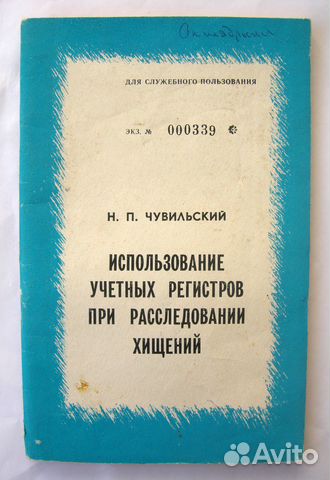 ДЛЯ СЛУЖЕБНОГО ПОЛЬЗОВАНИЯ
ЭКЗ. № 000339
Н. П. ЧУВИЛЬСКИЙ
ИСПОЛЬЗОВАНИЕ
УЧЕТНЫХ РЕГИСТРОВ
ПРИ РАССЛЕДОВАНИИ
ХИЩЕНИЙ
Avito